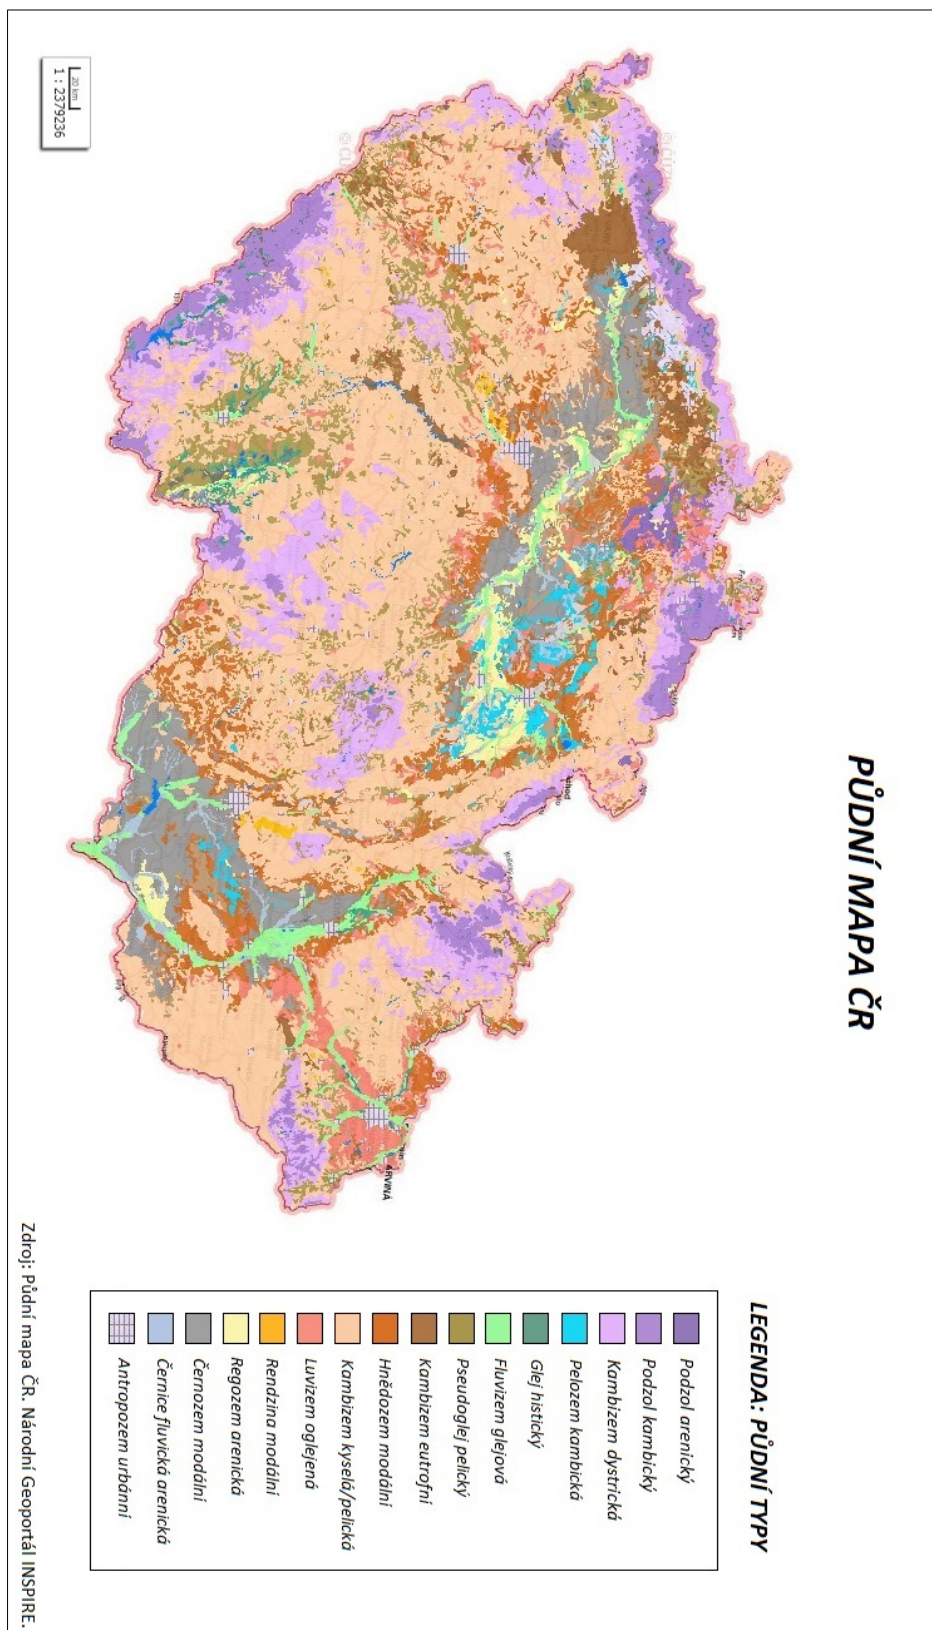 PŮDNÍ MAPA ČR
20 km
1 : 2379236
ARVINÁ
LEGENDA: PŮDNÍ TYPY
Podzol arenický
Podzol kambický
Kambizem dystrická
Pelozem kambická
Glej histický
Fluvizem glejová
Pseudoglej pelický
Kambizem eutrofní
Hnědozem modální
Kambizem kyselá/pelická
Luvizem oglejená
Rendzina modální
Regozem arenická
Černozem modální
Černice fluvická arenická
Antropozem urbánní
Zdroj: Půdní mapa ČR. Národní Geoportál INSPIRE.